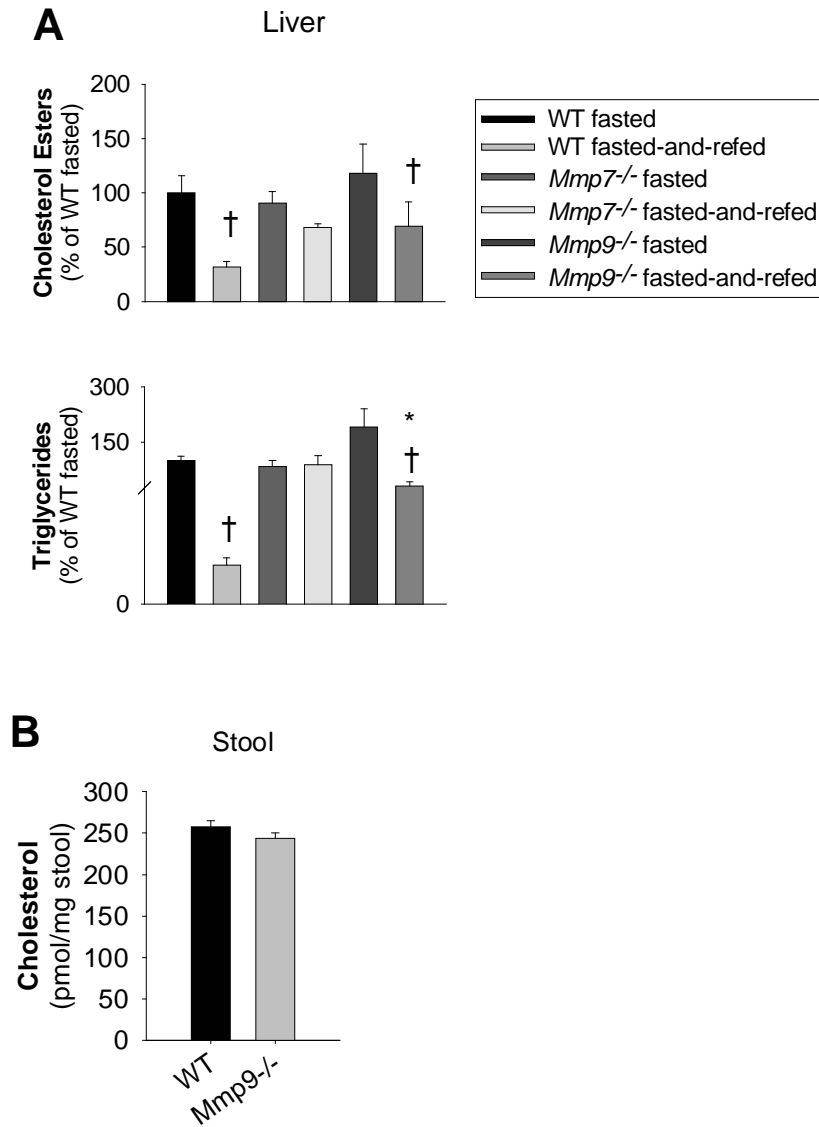 A
Liver
Cholesterol Esters
(% of WT fasted)
200
150
100
50
0
†
†
WT fasted
WT fasted-and-refed
Mmp7-/- fasted
Mmp7-/- fasted-and-refed
Mmp9-/- fasted
Mmp9-/- fasted-and-refed
Triglycerides
(% of WT fasted)
300
150
0
†
*
†
B
Stool
Cholesterol
(pmol/mg stool)
300
250
200
150
100
50
0
WT
Mmp9-/-